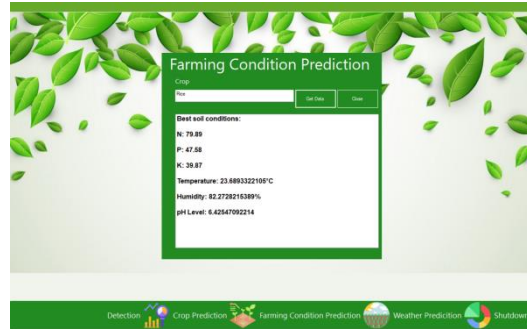 Farming Condition Prediction
Crop
Rice
Get Data
Close
Best soil conditions:
N: 79.89
P: 47.58
K: 39.87
Temperature: 23.6893322105°C
Humidity: 82.2728215389%
pH Level: 6.42547092214
Detection
Crop Prediction
Farming Condition Prediction
Weather Predicition
Shutdown